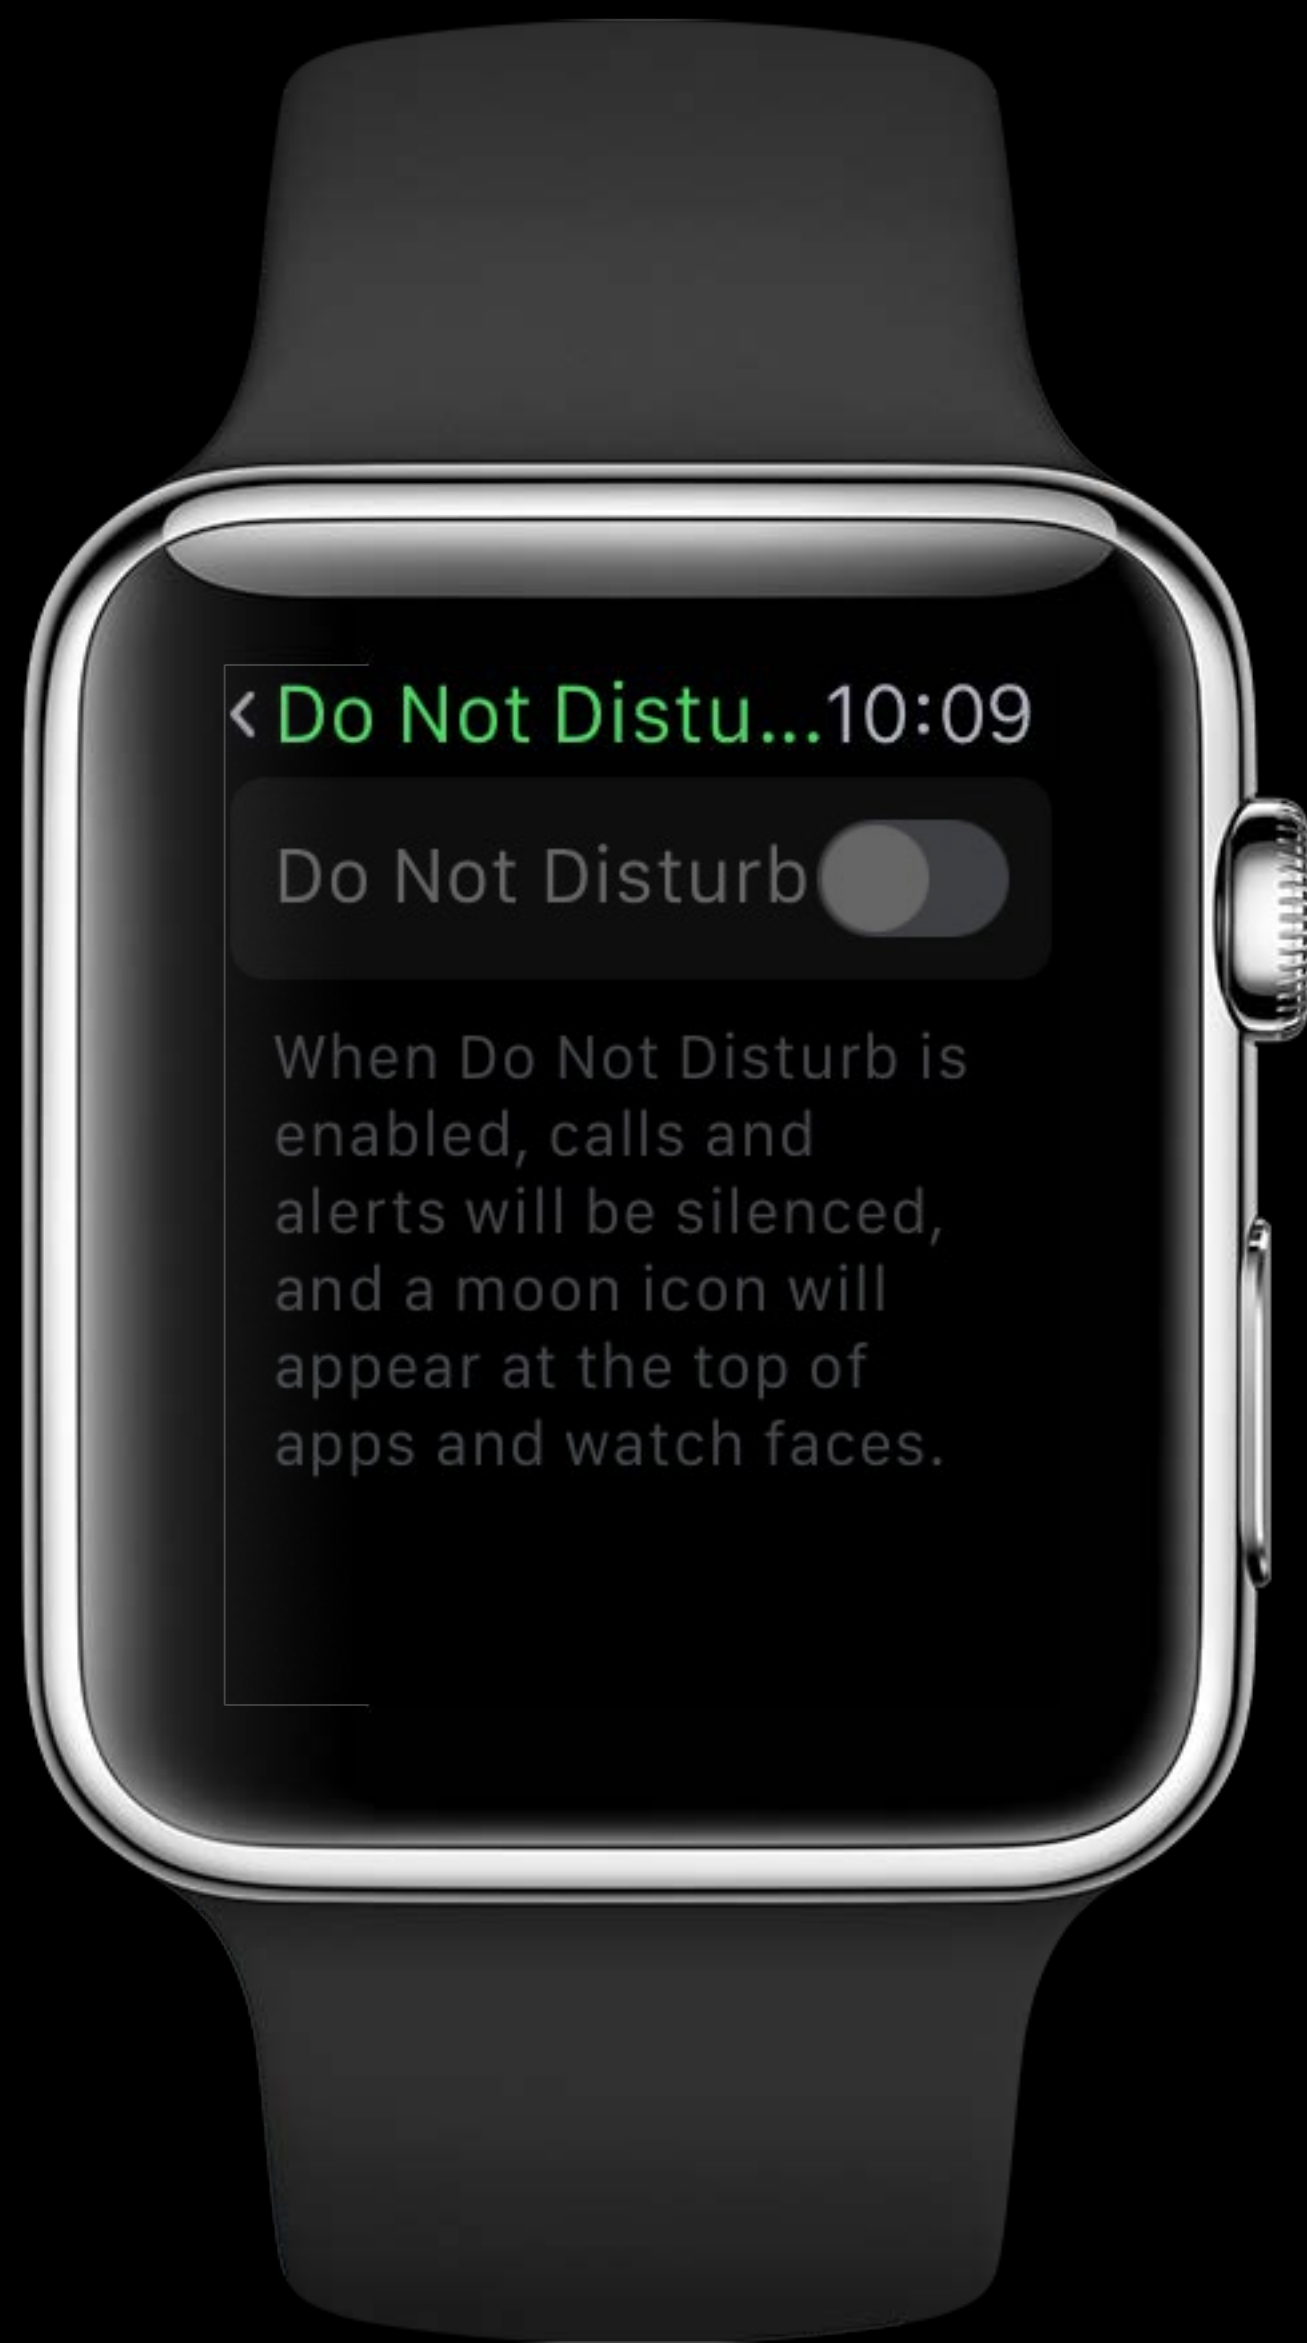 < Do Not Distu...10:09
Do Not Disturb
When Do Not Disturb is
enabled, calls and
alerts will be silenced,
and a moon icon will
appear at the top of
apps and watch faces.